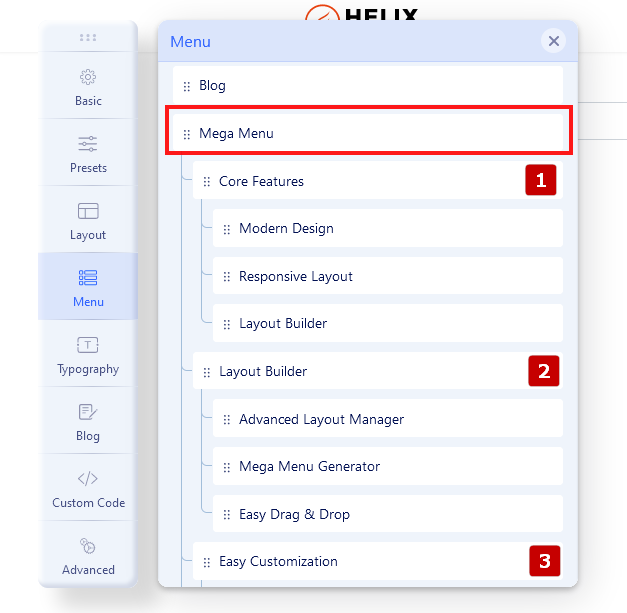 HELIX
Menu
Basic
Presets
Layout
Menu
Typography
Blog
Custom Code
Advanced
Blog
Mega Menu
Core Features 1
Modern Design
Responsive Layout
Layout Builder
Layout Builder 2
Advanced Layout Manager
Mega Menu Generator
Easy Drag & Drop
Easy Customization 3